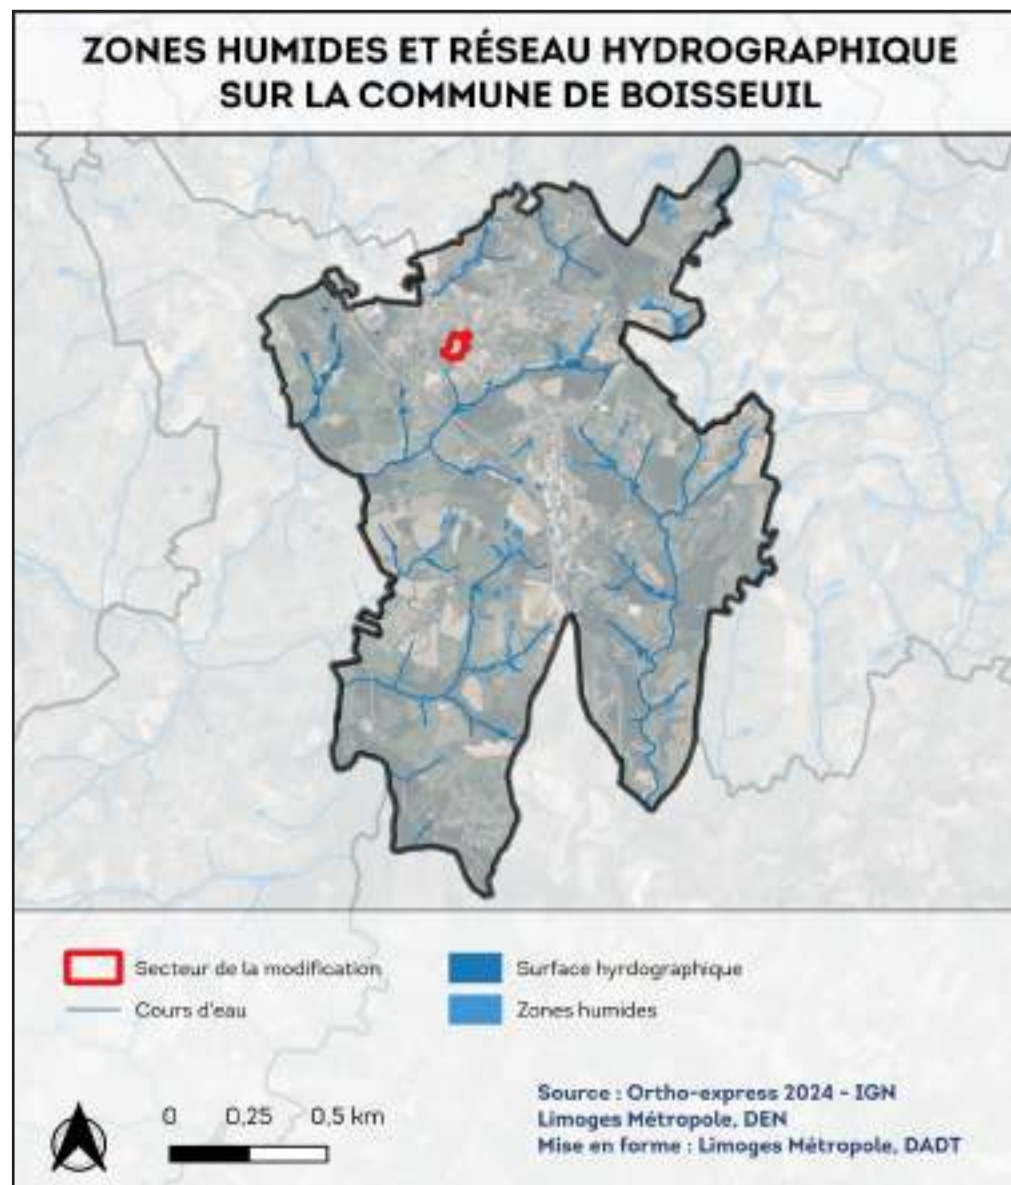 ZONES HUMIDES ET RÉSEAU HYDROGRAPHIQUE
SUR LA COMMUNE DE BOISSEUIL
Secteur de la modification
Cours d'eau
Surface hyrdographique
Zones humides
0 0,25 0,5 km
Source : Ortho-express 2024 - IGN
Limoges Métropole, DEN
Mise en forme : Limoges Métropole, DADT